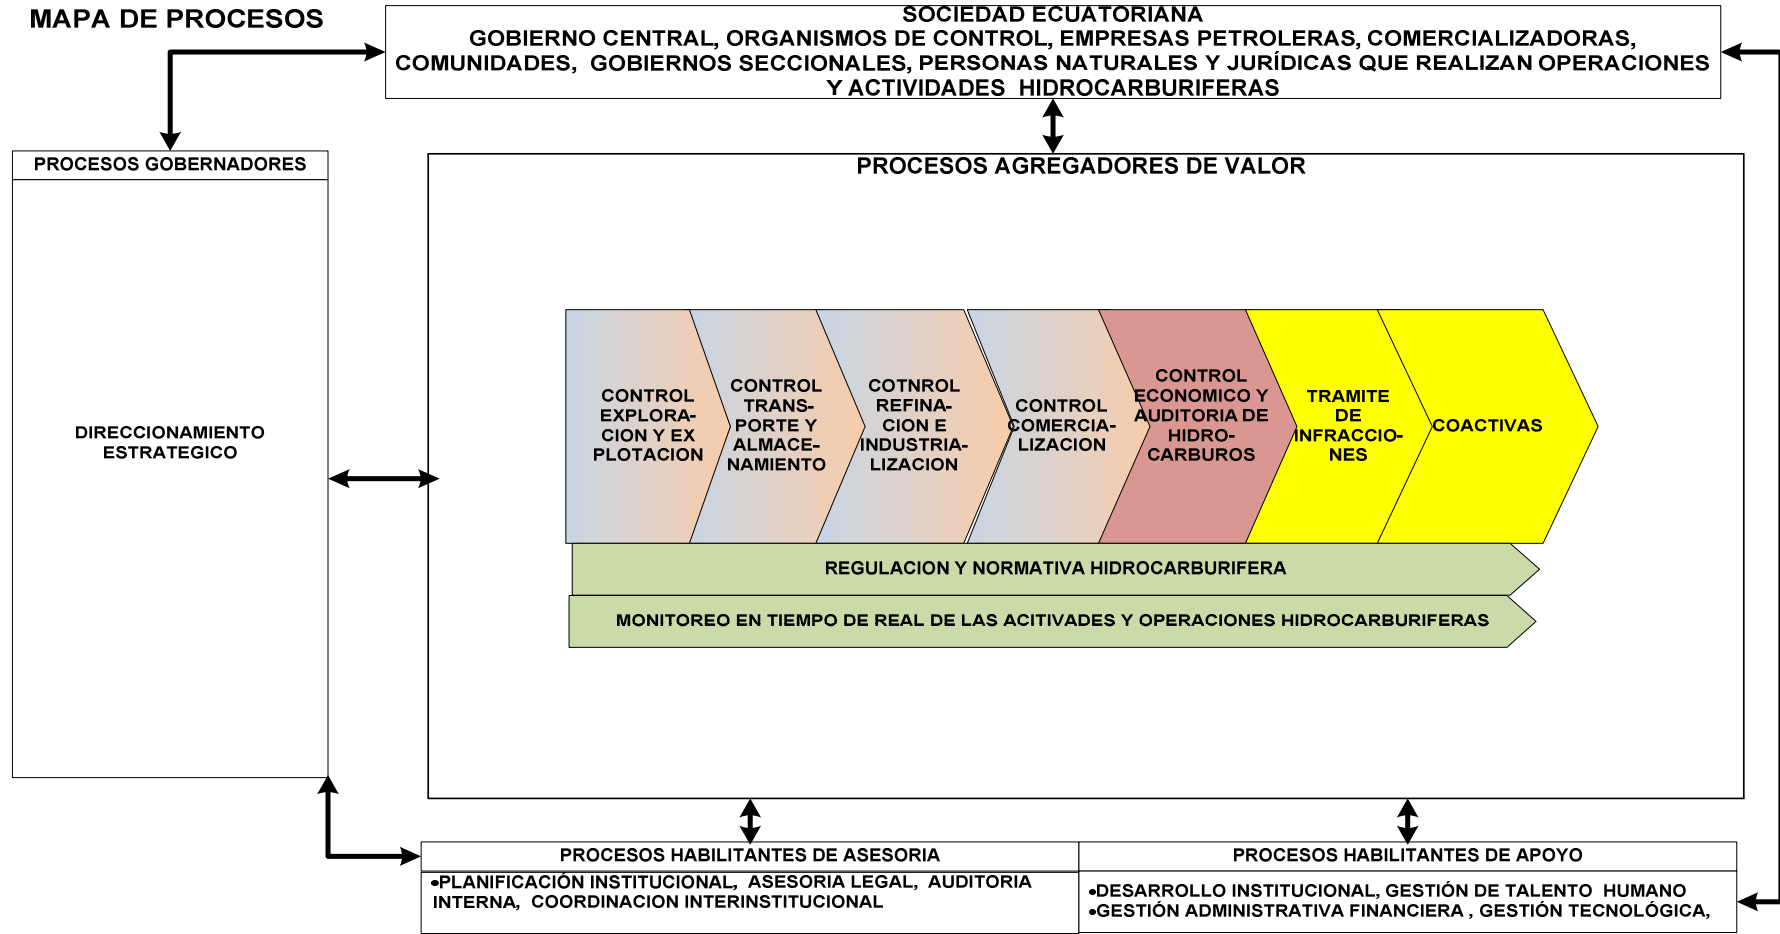 MAPA DE PROCESOS
SOCIEDAD ECUATORIANA
GOBIERNO CENTRAL, ORGANISMOS DE CONTROL, EMPRESAS PETROLERAS, COMERCIALIZADORAS,
COMUNIDADES, GOBIERNOS SECCIONALES, PERSONAS NATURALES Y JURÍDICAS QUE REALIZAN OPERACIONES
Y ACTIVIDADES HIDROCARBURIFERAS
PROCESOS GOBERNADORES
DIRECCIONAMIENTO
ESTRATEGICO
PROCESOS AGREGADORES DE VALOR
CONTROL
EXPLORA-
CION Y EX
PLOTACION
CONTROL
TRANS-
PORTE Y
ALMACE-
NAMIENTO
COTNROL
REFINA-
CION E
INDUSTRIA-
LIZACION
CONTROL
COMERCIA-
LIZACION
CONTROL
ECONOMICO Y
AUDITORIA DE
HIDRO-
CARBUROS
TRAMITE
DE
INFRACCIO-
NES
COACTIVAS
REGULACION Y NORMATIVA HIDROCARBURIFERA
MONITOREO EN TIEMPO DE REAL DE LAS ACITIVADES Y OPERACIONES HIDROCARBURIFERAS
PROCESOS HABILITANTES DE ASESORIA
•PLANIFICACIÓN INSTITUCIONAL, ASESORIA LEGAL, AUDITORIA
INTERNA, COORDINACION INTERINSTITUCIONAL
PROCESOS HABILITANTES DE APOYO
•DESARROLLO INSTITUCIONAL, GESTIÓN DE TALENTO HUMANO
•GESTIÓN ADMINISTRATIVA FINANCIERA , GESTIÓN TECNOLÓGICA,